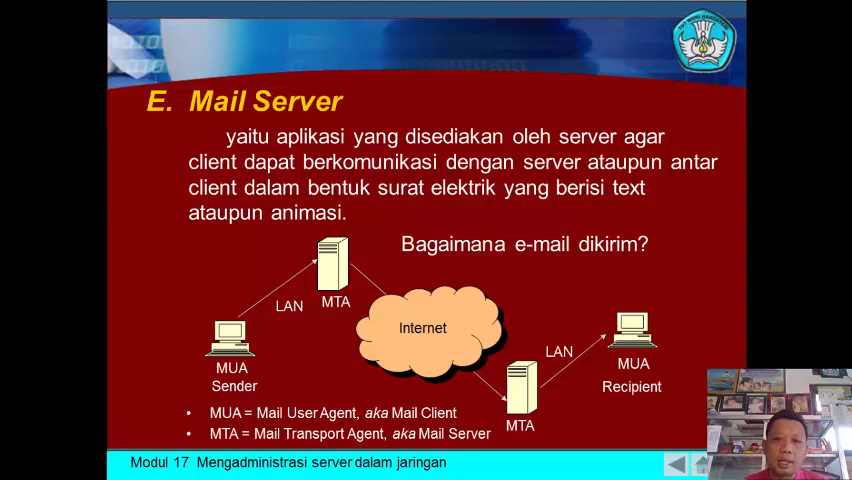 E. Mail Server
yaitu aplikasi yang disediakan oleh server agar
client dapat berkomunikasi dengan server ataupun antar
client dalam bentuk surat elektrik yang berisi text
ataupun animasi.
Bagaimana e-mail dikirim?
LAN
MTA
Internet
MUA
Sender
LAN
MUA
Recipient
MTA
• MUA = Mail User Agent, aka Mail Client
• MTA = Mail Transport Agent, aka Mail Server
Modul 17 Mengadministrasi server dalam jaringan